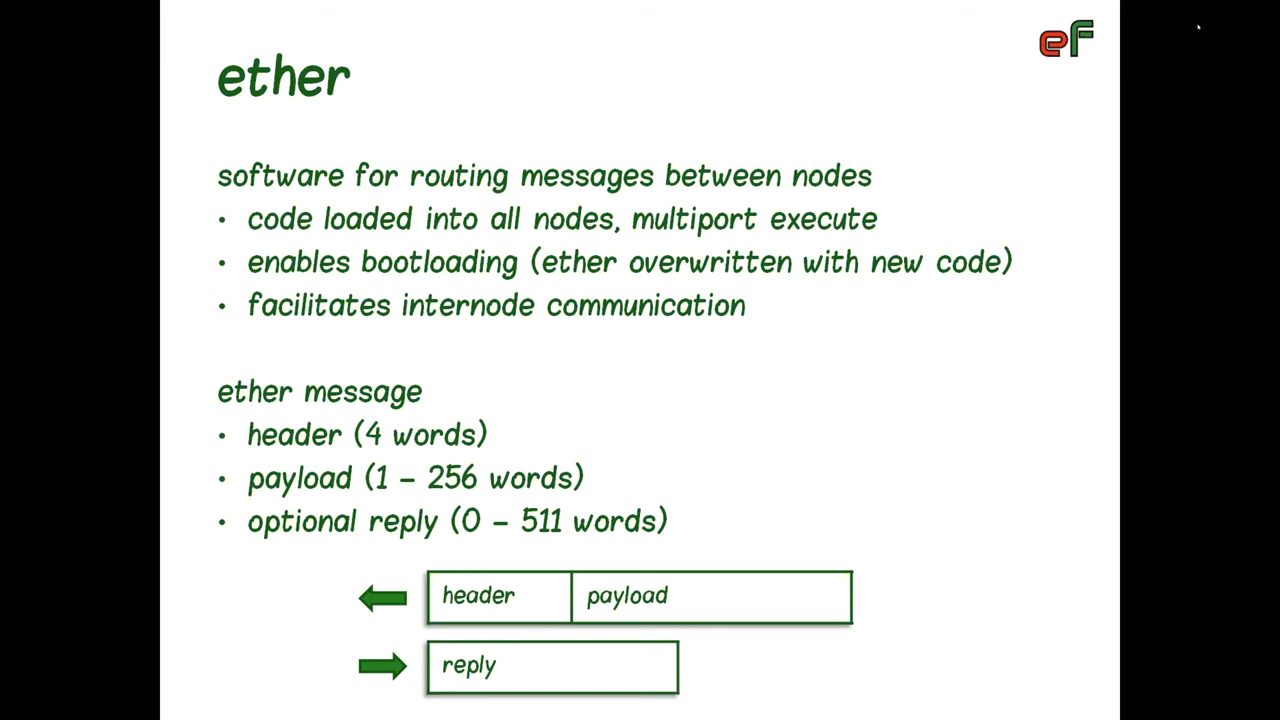 eF
ether
software for routing messages between nodes
• code loaded into all nodes, multiport execute
• enables bootloading (ether overwritten with new code)
• facilitates internode communication
ether message
• header (4 words)
• payload (1 – 256 words)
• optional reply (0 – 511 words)
header payload
reply